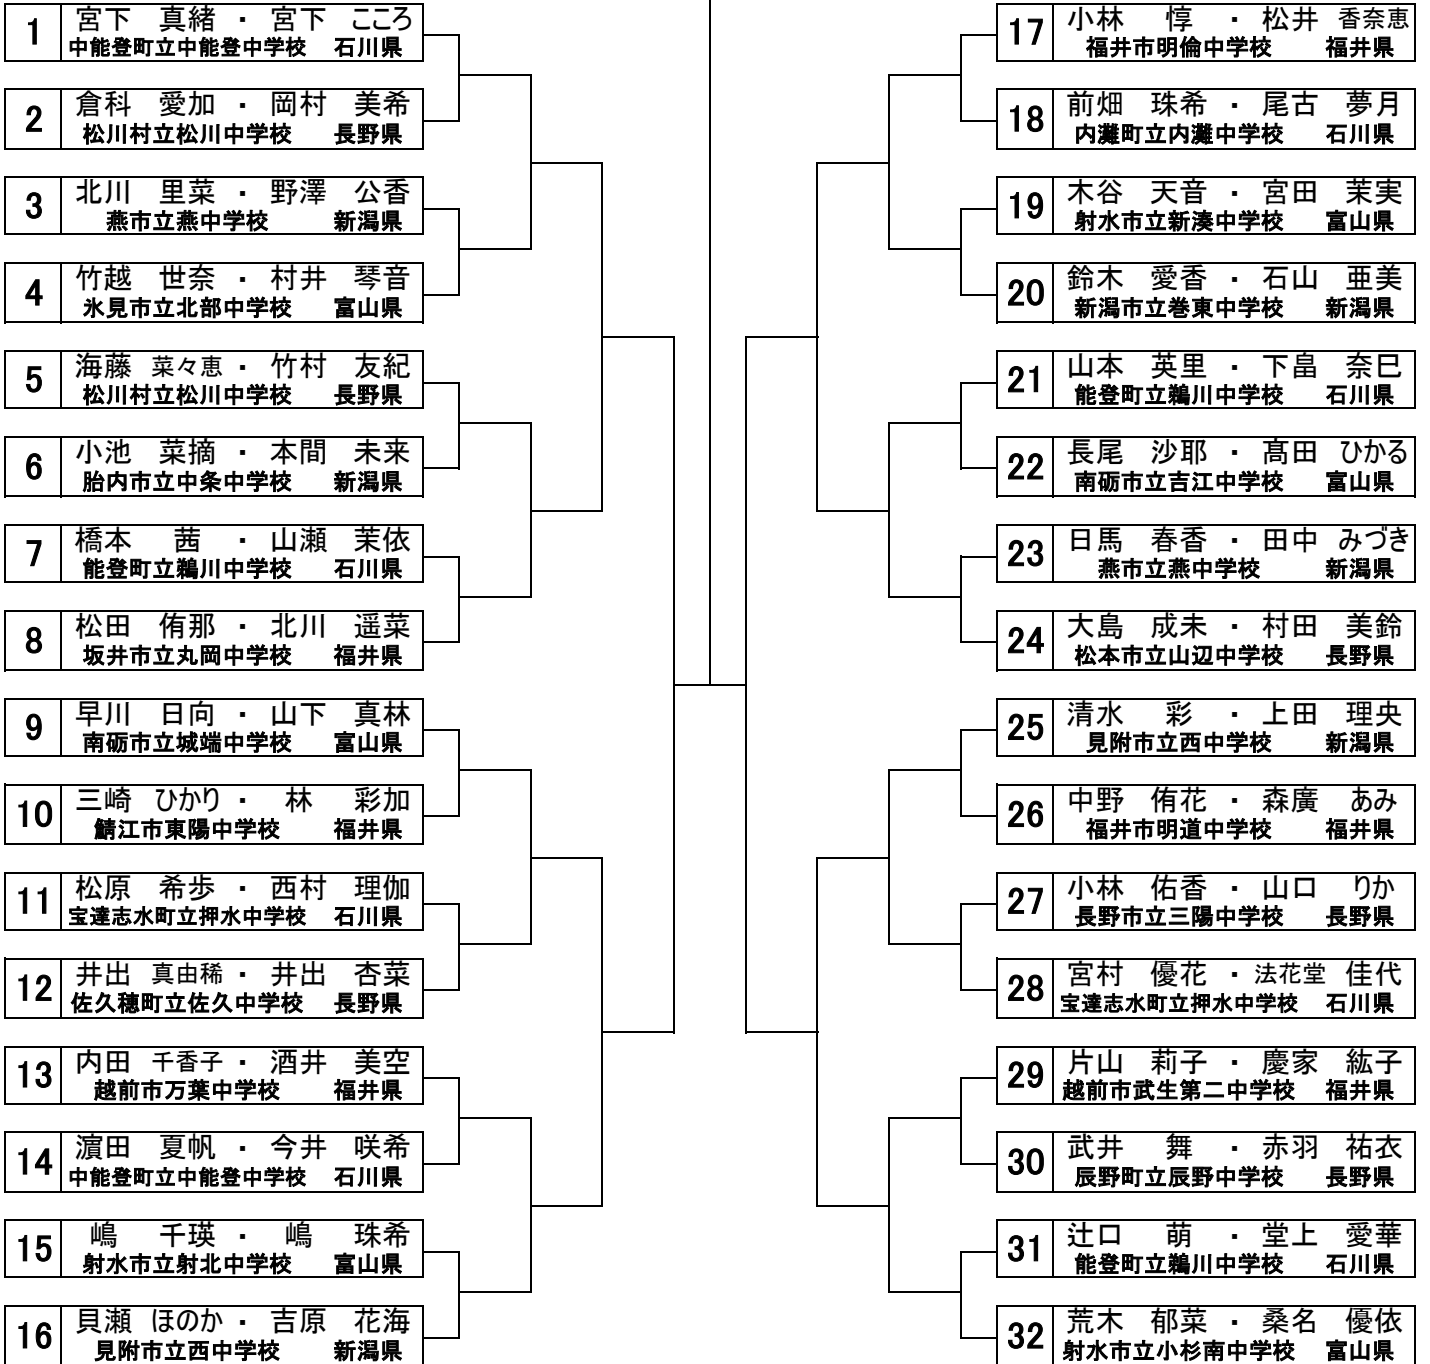 1 宮下 真緒 ・ 宮下 こころ
中能登町立中能登中学校 石川県
2 倉科 愛加 ・ 岡村 美希
松川村立松川中学校 長野県
3 北川 里菜 ・ 野澤 公香
燕市立燕中学校 新潟県
4 竹越 世奈 ・ 村井 琴音
氷見市立北部中学校 富山県
5 海藤 菜々恵 ・ 竹村 友紀
松川村立松川中学校 長野県
6 小池 菜摘 ・ 本間 未来
胎内市立中条中学校 新潟県
7 橋本 茜 ・ 山瀬 茉依
能登町立鵜川中学校 石川県
8 松田 侑那 ・ 北川 遥菜
坂井市立丸岡中学校 福井県
9 早川 日向 ・ 山下 真林
南砺市立城端中学校 富山県
10 三崎 ひかり ・ 林 彩加
鯖江市東陽中学校 福井県
11 松原 希歩 ・ 西村 理伽
宝達志水町立押水中学校 石川県
12 井出 真由稀 ・ 井出 杏菜
佐久穂町立佐久中学校 長野県
13 内田 千香子 ・ 酒井 美空
越前市万葉中学校 福井県
14 濵田 夏帆 ・ 今井 咲希
中能登町立中能登中学校 石川県
15 嶋 千瑛 ・ 嶋 珠希
射水市立射北中学校 富山県
16 貝瀬 ほのか ・ 吉原 花海
見附市立西中学校 新潟県
17 小林 惇 ・ 松井 香奈恵
福井市明倫中学校 福井県
18 前畑 珠希 ・ 尾古 夢月
内灘町立内灘中学校 石川県
19 木谷 天音 ・ 宮田 茉実
射水市立新湊中学校 富山県
20 鈴木 愛香 ・ 石山 亜美
新潟市立巻東中学校 新潟県
21 山本 英里 ・ 下畠 奈巳
能登町立鵜川中学校 石川県
22 長尾 沙耶 ・ 髙田 ひかる
南砺市立吉江中学校 富山県
23 日馬 春香 ・ 田中 みづき
燕市立燕中学校 新潟県
24 大島 成未 ・ 村田 美鈴
松本市立山辺中学校 長野県
25 清水 彩 ・ 上田 理央
見附市立西中学校 新潟県
26 中野 侑花 ・ 森廣 あみ
福井市明道中学校 福井県
27 小林 佑香 ・ 山口 りか
長野市立三陽中学校 長野県
28 宮村 優花 ・ 法花堂 佳代
宝達志水町立押水中学校 石川県
29 片山 莉子 ・ 慶家 紘子
越前市武生第二中学校 福井県
30 武井 舞 ・ 赤羽 祐衣
辰野町立辰野中学校 長野県
31 辻口 萌 ・ 堂上 愛華
能登町立鵜川中学校 石川県
32 荒木 郁菜 ・ 桑名 優依
射水市立小杉南中学校 富山県